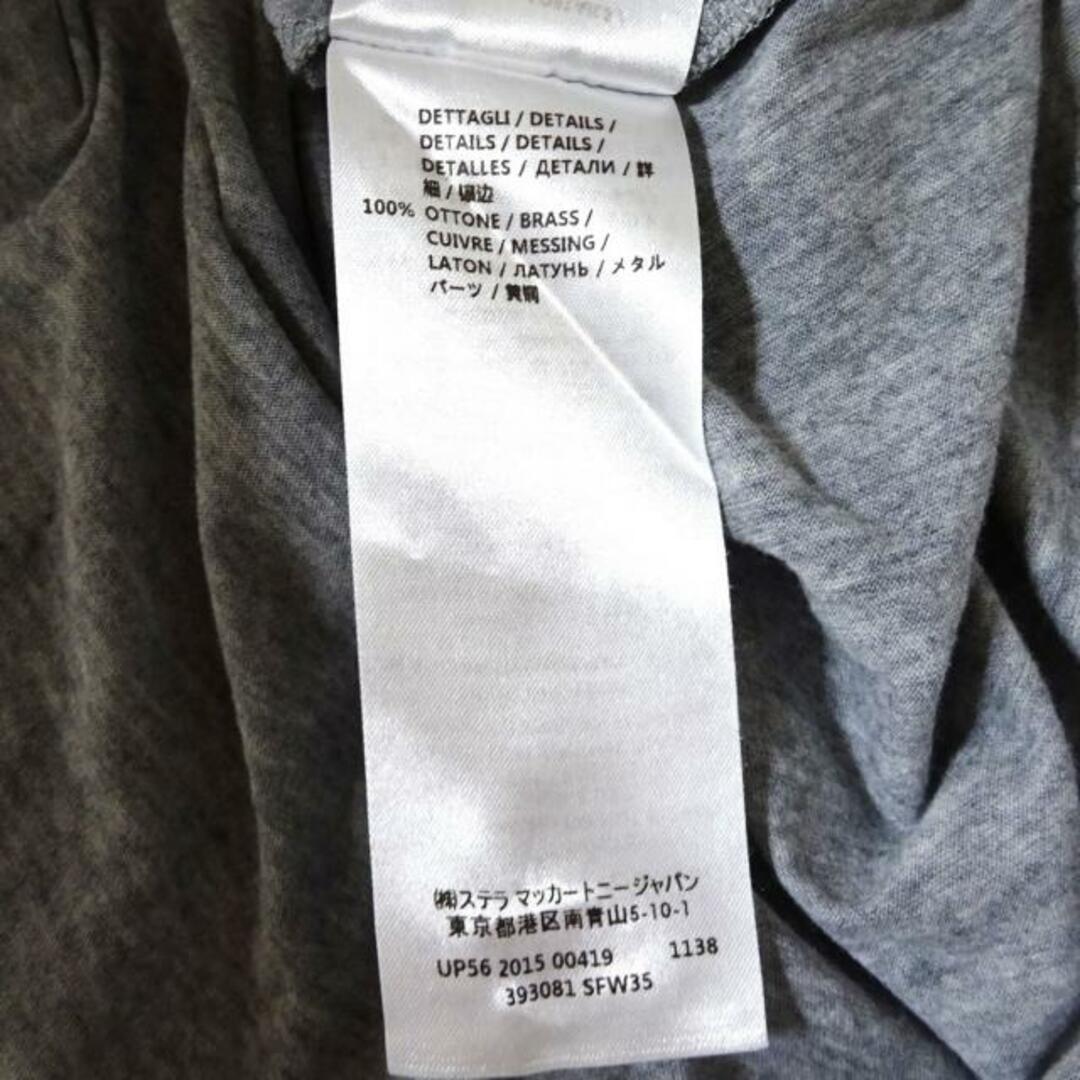 DETTAGLI / DETAILS /
DETAILS / DETAILS /
DETALLES / ДЕТАЛИ / 詳
細 / 镶边
100% OTTONE / BRASS /
CUIVRE / MESSING /
LATON / ЛАТУНЬ / メタル
パーツ / 黄铜
㈱ステラ マッカートニージャパン
東京都港区南青山5-10-1
UP56 2015 00419 1138
393081 SFW35